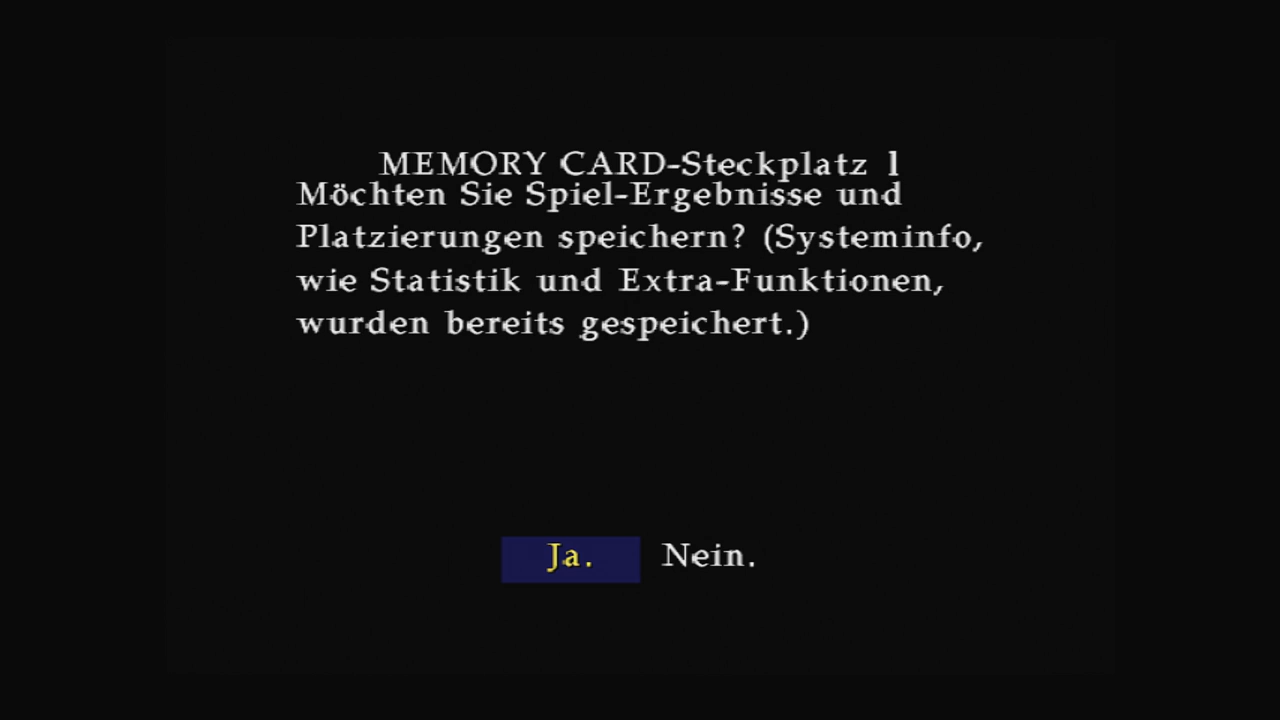 MEMORY CARD-Steckplatz 1
Möchten Sie Spiel-Ergebnisse und
Platzierungen speichern? (Systeminfo,
wie Statistik und Extra-Funktionen,
wurden bereits gespeichert.)
Ja. Nein.